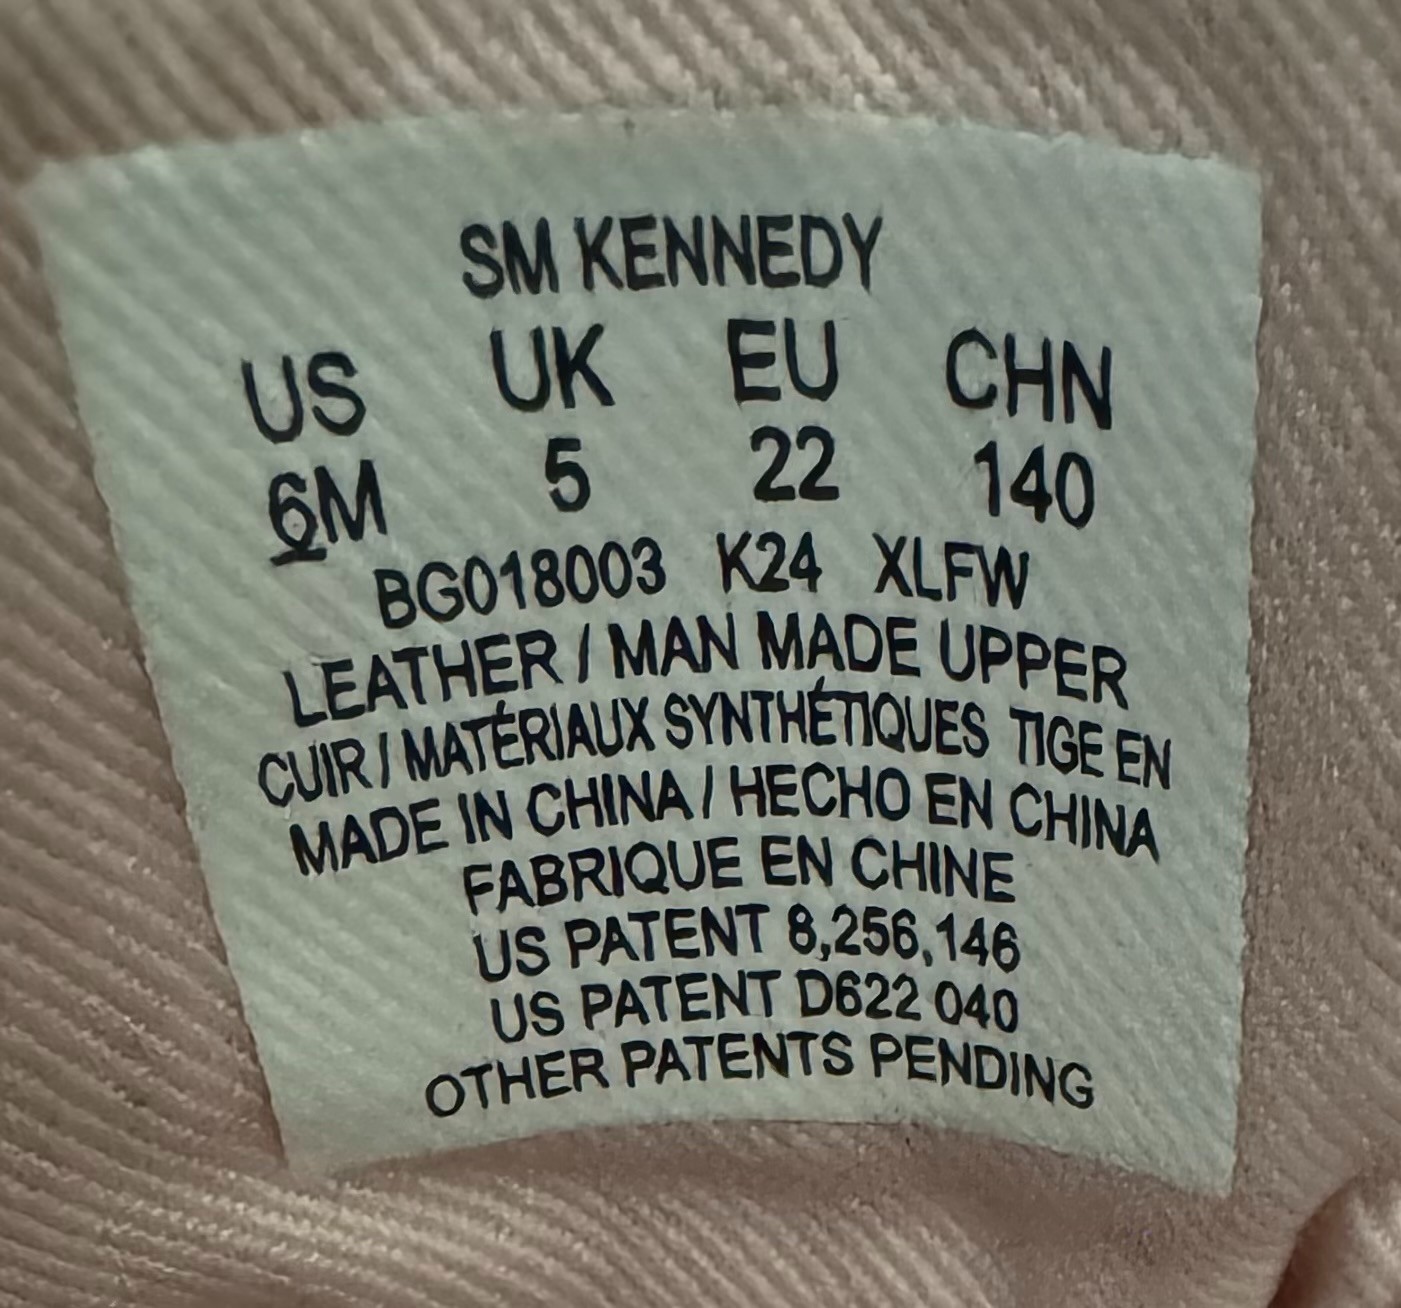 SM KENNEDY
US UK EU CHN
6M 5 22 140
BG018003 K24 XLFW
LEATHER / MAN MADE UPPER
CUIR / MATÉRIAUX SYNTHÉTIQUES TIGE EN
MADE IN CHINA / HECHO EN CHINA
FABRIQUE EN CHINE
US PATENT 8,256,146
US PATENT D622 040
OTHER PATENTS PENDING